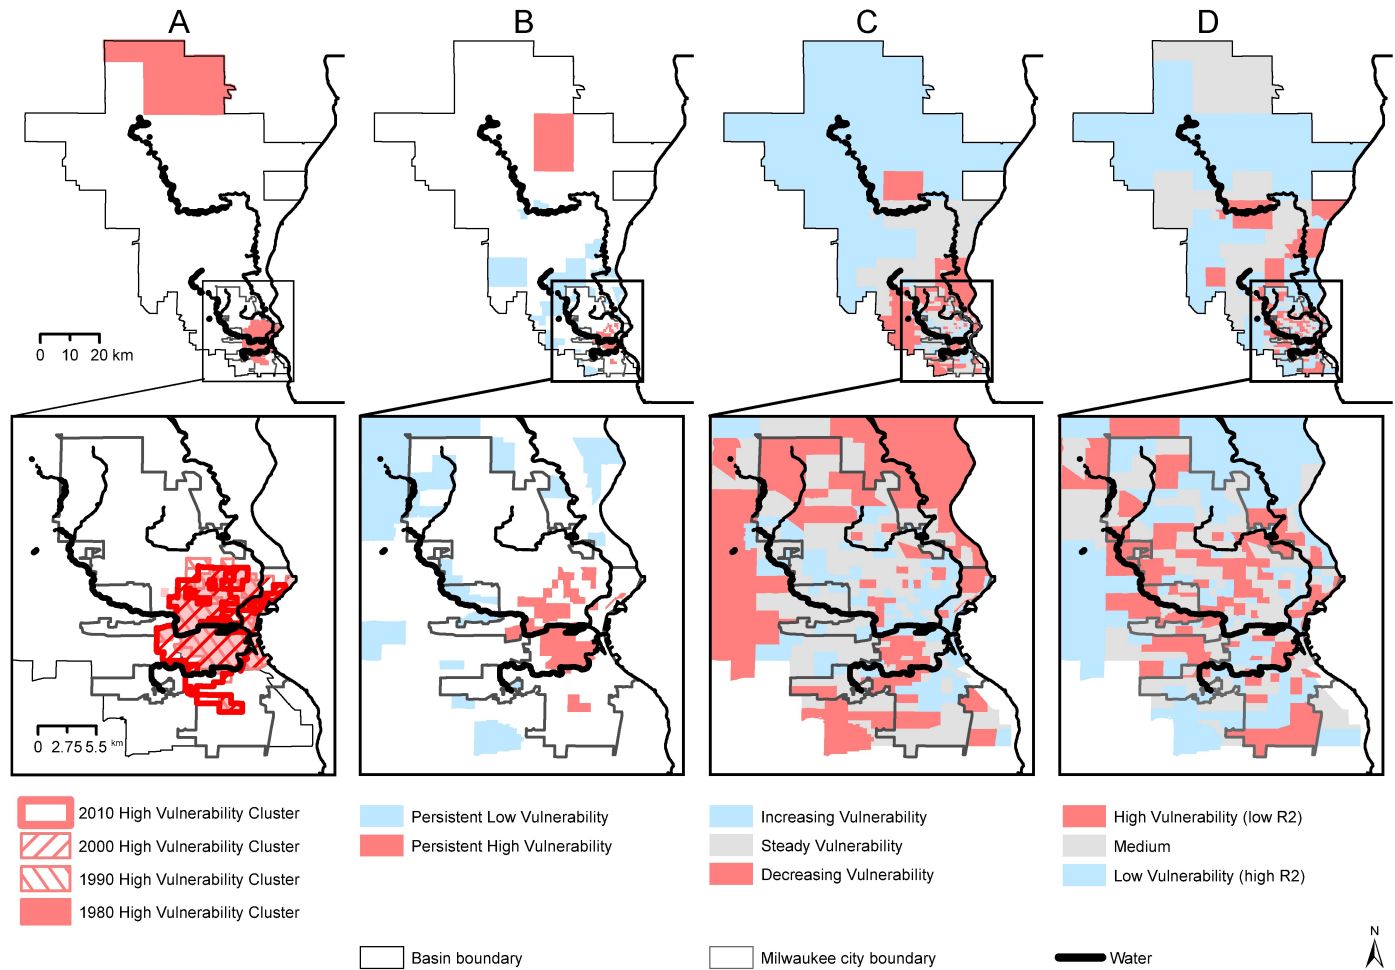 A B C D
0 10 20 km
0 2.75 5.5 km
2010 High Vulnerability Cluster
2000 High Vulnerability Cluster
1990 High Vulnerability Cluster
1980 High Vulnerability Cluster
Persistent Low Vulnerability
Persistent High Vulnerability
Increasing Vulnerability
Steady Vulnerability
Decreasing Vulnerability
High Vulnerability (low R2)
Medium
Low Vulnerability (high R2)
Basin boundary
Milwaukee city boundary
Water
N